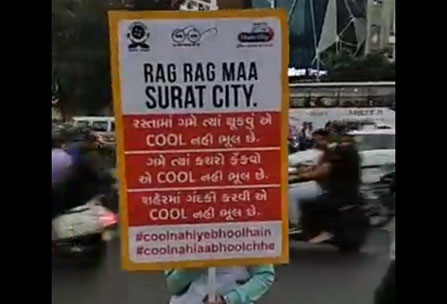 RAG RAG MAA
SURAT CITY.
રસ્તામાં ગમે ત્યાં થૂકવું એ
COOL નહી ભૂલ છે.
ગમે ત્યાં કચરો ફેંકવો
એ COOL નહી ભૂલ છે.
શહેરમાં ગંદકી કરવી એ
COOL નહી ભૂલ છે.
#coolnahiyebhoolhain
#coolnahiaabhoolchhe